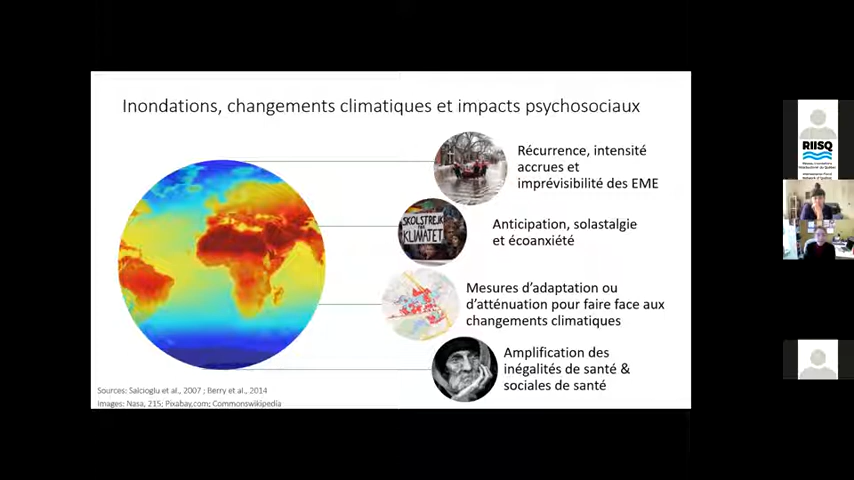 Inondations, changements climatiques et impacts psychosociaux
Récurrence, intensité
accrues et
imprévisibilité des EME
SKOLSTREJK
KLIMATET
Anticipation, solastalgie
et écoanxiété
Mesures d'adaptation ou
d'atténuation pour faire face aux
changements climatiques
Amplification des
inégalités de santé &
sociales de santé
Sources: Salcioglu et al., 2007 ; Berry et al., 2014
Images: Nasa, 215; Pixabay.com; Commonswikipedia
RIISQ